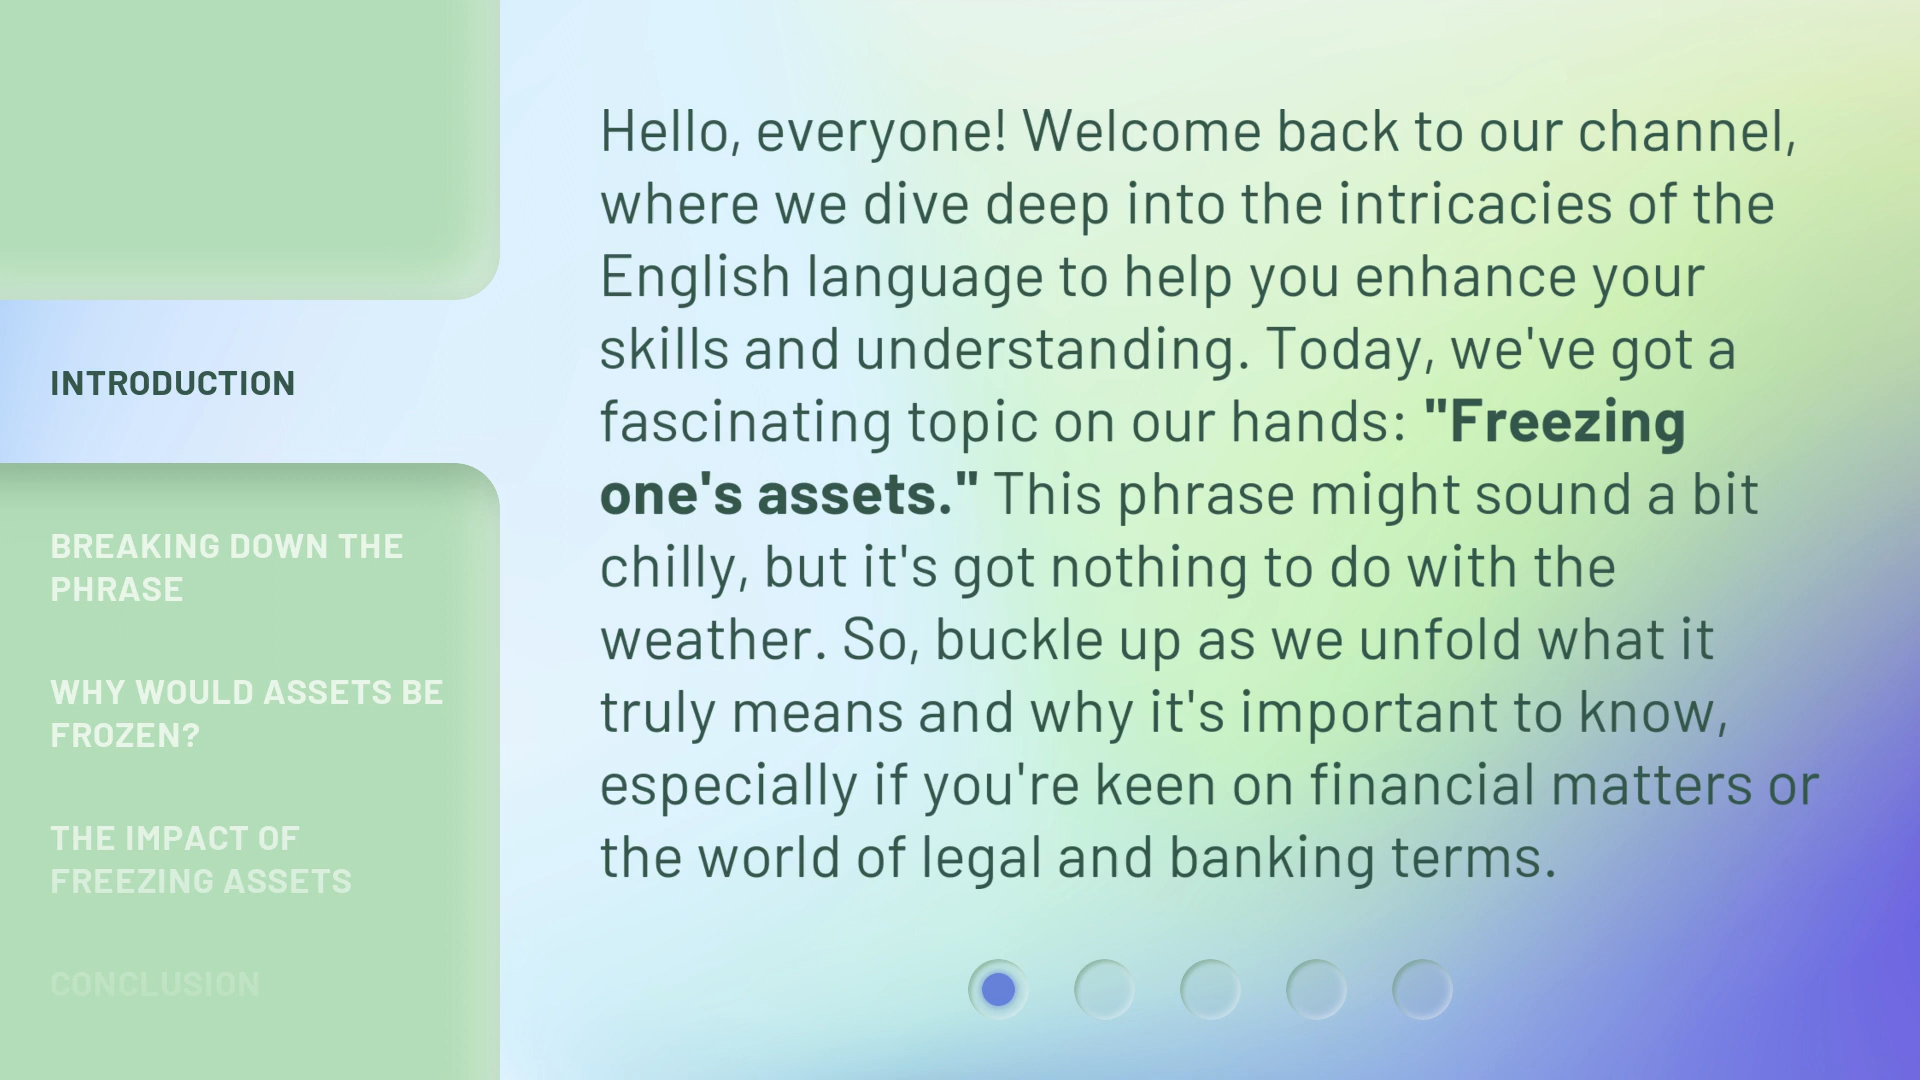 INTRODUCTION
BREAKING DOWN THE
PHRASE
WHY WOULD ASSETS BE
FROZEN?
THE IMPACT OF
FREEZING ASSETS
CONCLUSION
Hello, everyone! Welcome back to our channel,
where we dive deep into the intricacies of the
English language to help you enhance your
skills and understanding. Today, we've got a
fascinating topic on our hands: "Freezing
one's assets." This phrase might sound a bit
chilly, but it's got nothing to do with the
weather. So, buckle up as we unfold what it
truly means and why it's important to know,
especially if you're keen on financial matters or
the world of legal and banking terms.